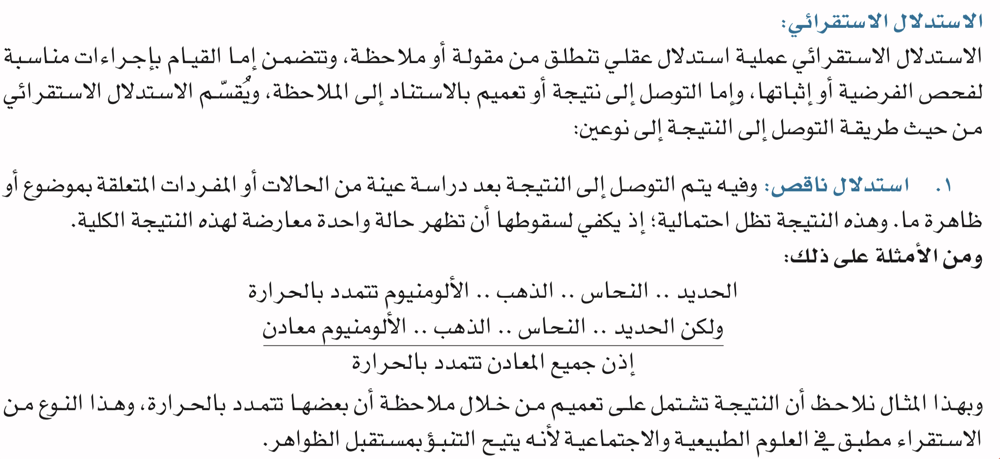 الاستدلال الاستقرائي:
الاستدلال الاستقرائي عملية استدلال عقلي تنطلق من مقولة أو ملاحظة، وتتضمن إما القيام بإجراءات مناسبة
لفحص الفرضية أو إثباتها، وإما التوصل إلى نتيجة أو تعميم بالاستناد إلى الملاحظة، ويُقسّم الاستدلال الاستقرائي
من حيث طريقة التوصل إلى النتيجة إلى نوعين:
١. استدلال ناقص: وفيه يتم التوصل إلى النتيجة بعد دراسة عينة من الحالات أو المفردات المتعلقة بموضوع أو
ظاهرة ما. وهذه النتيجة تظل احتمالية؛ إذ يكفي لسقوطها أن تظهر حالة واحدة معارضة لهذه النتيجة الكلية.
ومن الأمثلة على ذلك:
الحديد .. النحاس .. الذهب .. الألومنيوم تتمدد بالحرارة
ولكن الحديد .. النحاس .. الذهب .. الألومنيوم معادن
إذن جميع المعادن تتمدد بالحرارة
وبهذا المثال نلاحظ أن النتيجة تشتمل على تعميم من خلال ملاحظة أن بعضها تتمدد بالحرارة، وهذا النوع من
الاستقراء مطبق في العلوم الطبيعية والاجتماعية لأنه يتيح التنبؤ بمستقبل الظواهر.